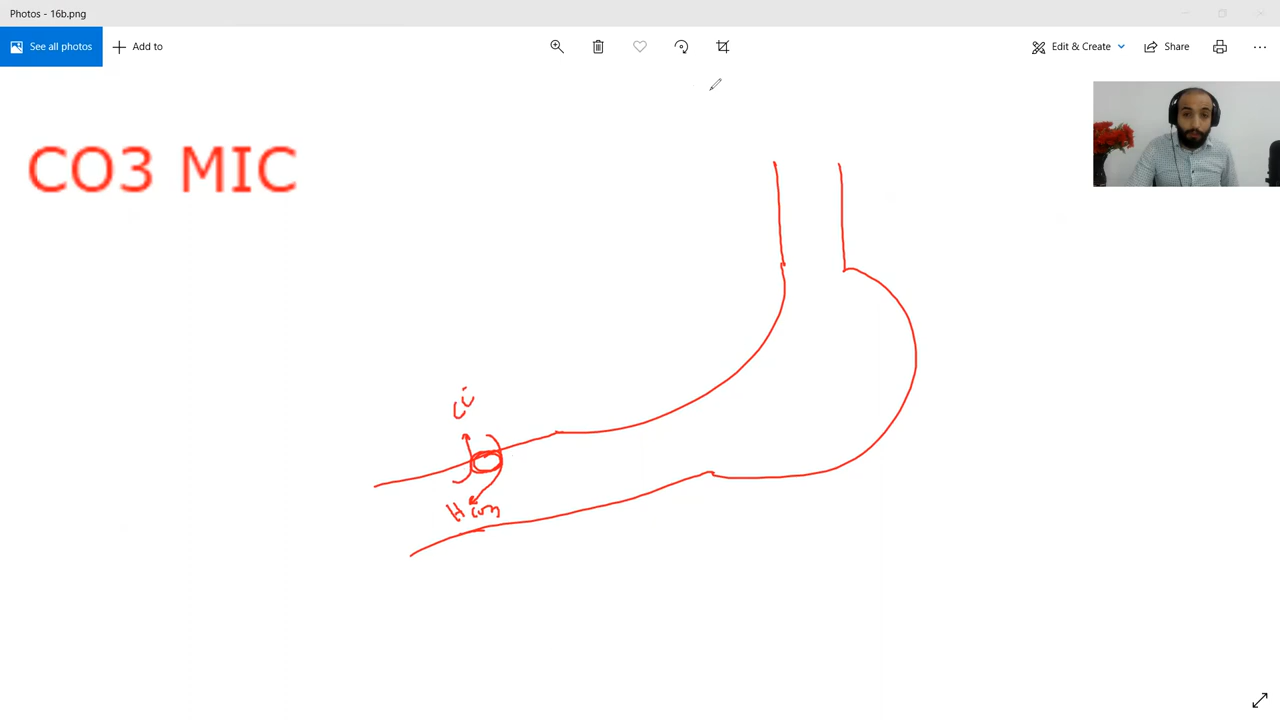 Photos - 16b.png
See all photos
Add to
Edit & Create
Share
CO3 MIC